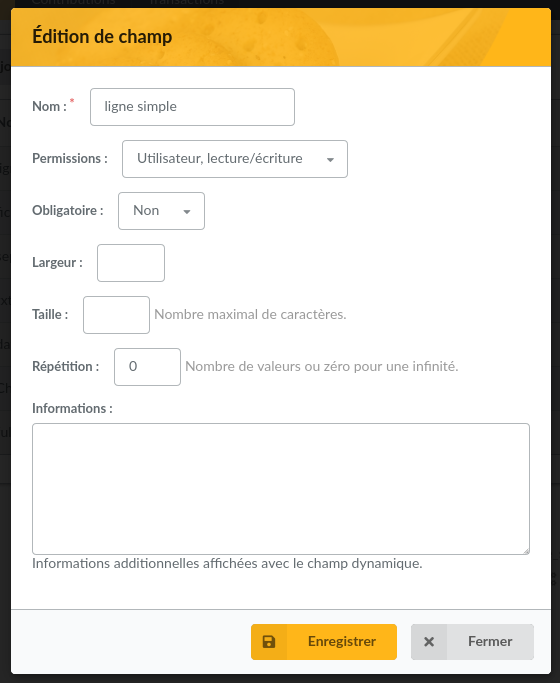 Contributions Transactions
Édition de champ
Nom : * ligne simple
Permissions : Utilisateur, lecture/écriture
Obligatoire : Non
Largeur :
Taille : Nombre maximal de caractères.
Répétition : 0 Nombre de valeurs ou zéro pour une infinité.
Informations :
Informations additionnelles affichées avec le champ dynamique.
Enregistrer Fermer